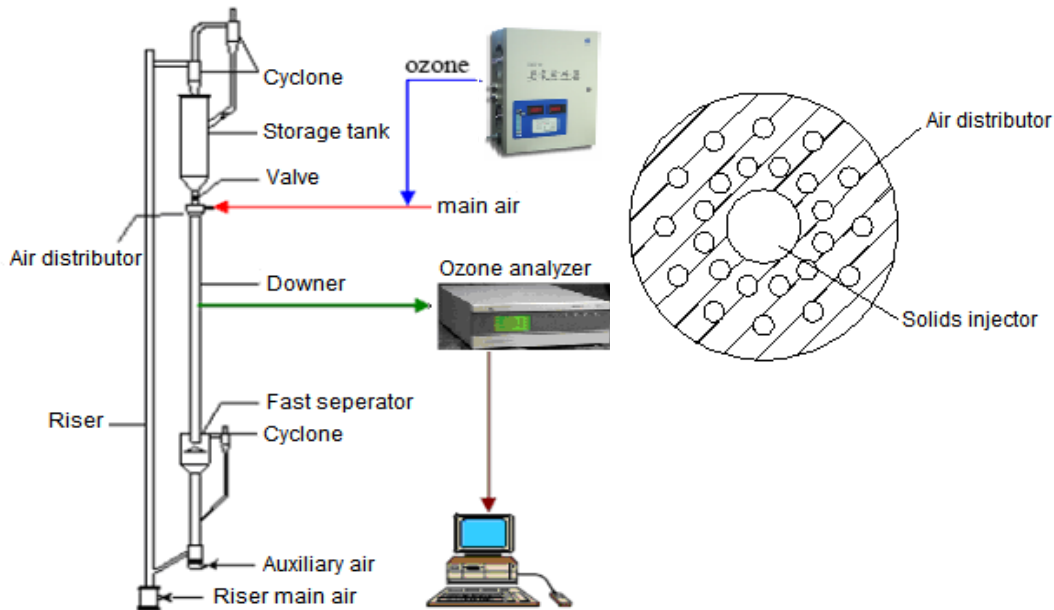 Cyclone
ozone
Storage tank
Valve
main air
Air distributor
Downer
Ozone analyzer
Riser
Fast seperator
Cyclone
Auxiliary air
Riser main air
Air distributor
Solids injector